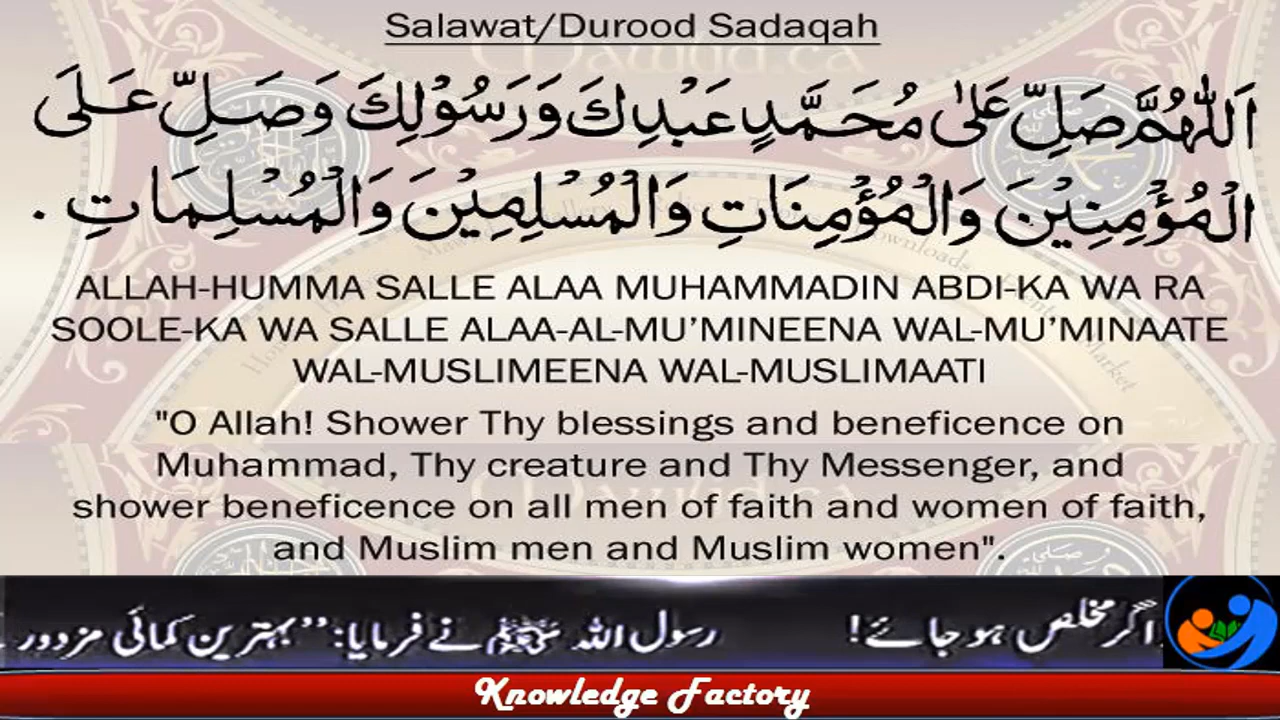 Salawat/Durood Sadaqah
اَللّٰهُمَّ صَلِّ عَلٰى مُحَمَّدٍ عَبْدِكَ وَرَسُوْلِكَ وَصَلِّ عَلَى
الْمُؤْمِنِيْنَ وَالْمُؤْمِنَاتِ وَالْمُسْلِمِيْنَ وَالْمُسْلِمَاتِ .
ALLAH-HUMMA SALLE ALAA MUHAMMADIN ABDI-KA WA RA
SOOLE-KA WA SALLE ALAA-AL-MU’MINEENA WAL-MU’MINAATE
WAL-MUSLIMEENA WAL-MUSLIMAATI
"O Allah! Shower Thy blessings and beneficence on
Muhammad, Thy creature and Thy Messenger, and
shower beneficence on all men of faith and women of faith,
and Muslim men and Muslim women".
اگر مخلص ہو جائے! رسول اللہ ﷺ نے فرمایا: ’’بہترین کمائی مزدور
Knowledge Factory